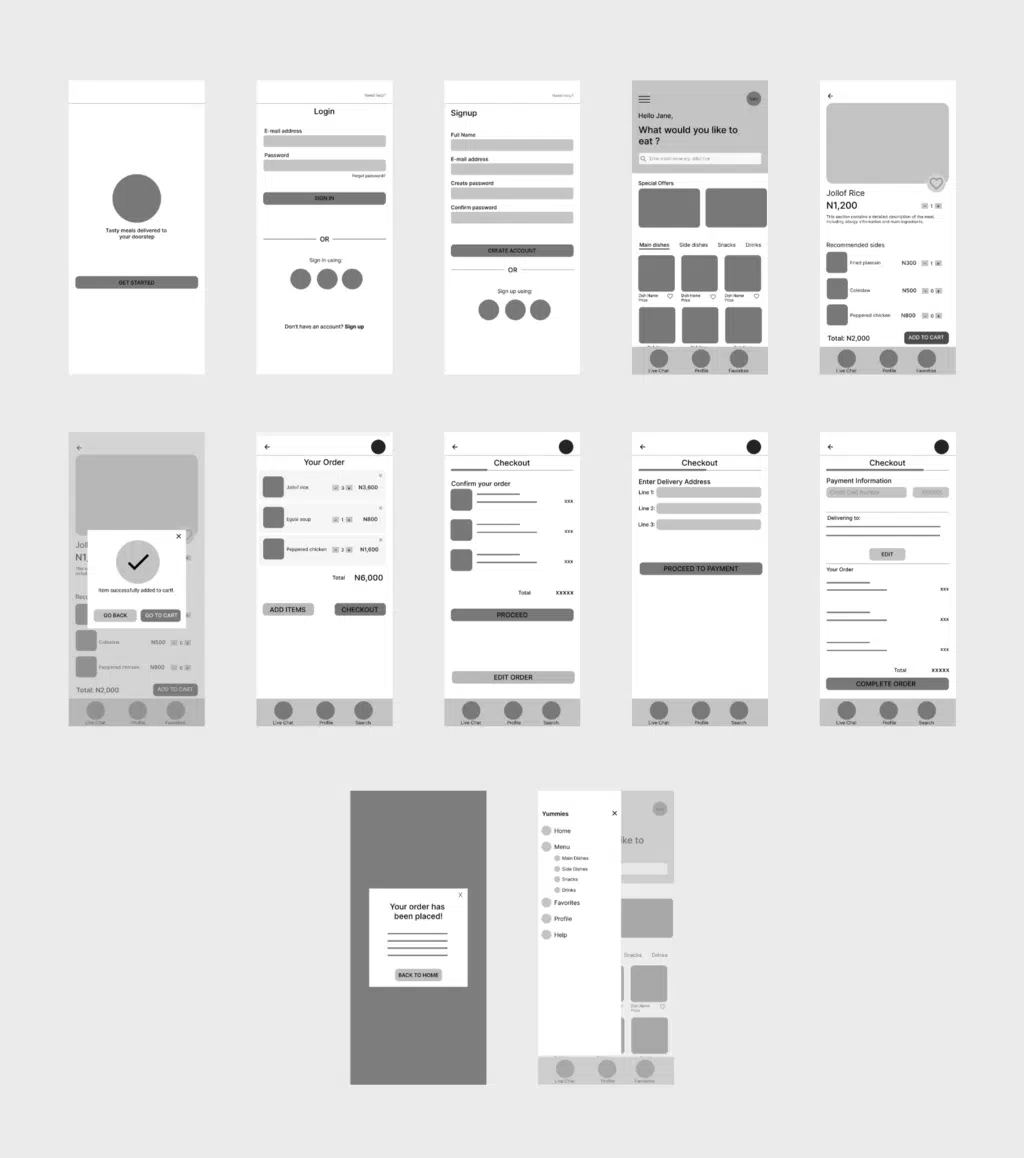 Tasty meals delivered to
your doorstep
GET STARTED
Need help?
Login
E-mail address
Password
Forgot password?
SIGN IN
OR
Sign in using:
Don't have an account? Sign up
Need help?
Signup
Full Name
E-mail address
Create password
Confirm password
CREATE ACCOUNT
OR
Sign up using:
Hello Jane,
What would you like to
eat ?
Special Offers
Main dishes Side dishes Snacks Drinks
Dish Name Dish Name Dish Name
Price Price Price
Live Chat Profile Favorites
Jollof Rice
N1,200 - 1 +
This section contains a detailed description of the meal,
including allergy information and main ingredients.
Recommended sides
Fried plantain N300 - 1 +
Coleslaw N500 - 0 +
Peppered chicken N800 - 0 +
Total: N2,000 ADD TO CART
Live Chat Profile Favorites
Jol
N1,
Item successfully added to cart!
Rec
GO BACK GO TO CART
Coleslaw N500 - 0 +
Peppered chicken N800 - 0 +
Total: N2,000 ADD TO CART
Live Chat Profile Favorites
Your Order
Jollof rice - 3 + N3,600
Egusi soup - 1 + N800
Peppered chicken - 2 + N1,600
Total N6,000
ADD ITEMS CHECKOUT
Live Chat Profile Search
Checkout
Confirm your order
xxx
xxx
xxx
Total xxxxx
PROCEED
EDIT ORDER
Live Chat Profile Search
Checkout
Enter Delivery Address
Line 1:
Line 2:
Line 3:
PROCEED TO PAYMENT
Live Chat Profile Search
Checkout
Payment Information
Credit Card Number XXXXXX
Delivering to:
EDIT
Your Order
xxx
xxx
xxx
Total xxxxx
COMPLETE ORDER
Live Chat Profile Search
X
Your order has
been placed!
BACK TO HOME
Yummies
Home
Menu
Main Dishes
Side Dishes
Snacks
Drinks
Favorites
Profile
Help
ike to
Snacks Drinks
Dish Name
Price
Live Chat Profile Favorites